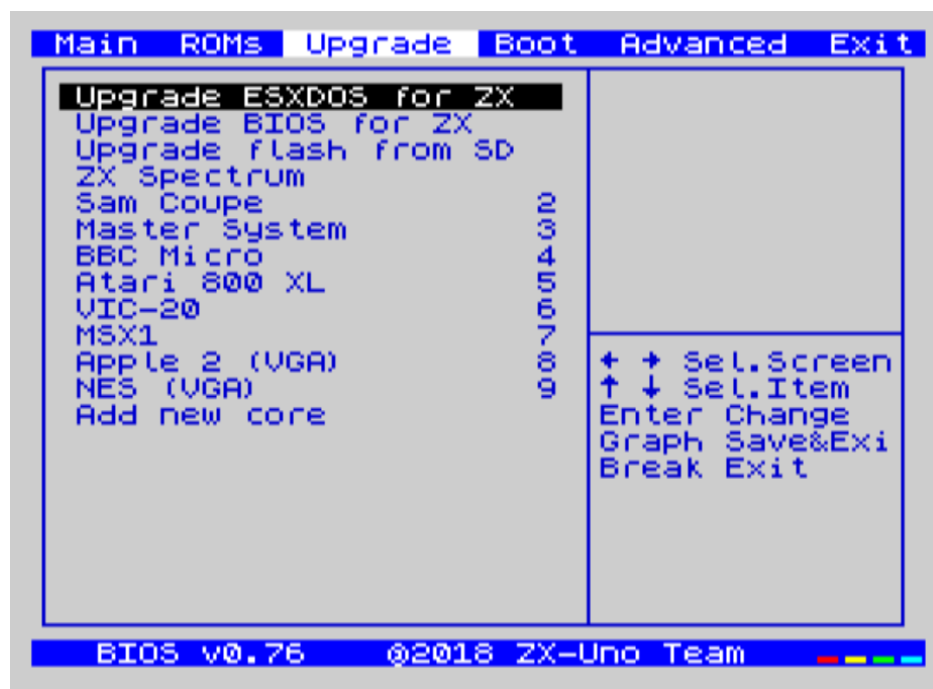 Main ROMs Upgrade Boot Advanced Exit
Upgrade ESXDOS for ZX
Upgrade BIOS for ZX
Upgrade flash from SD
ZX Spectrum
Sam Coupe 2
Master System 3
BBC Micro 4
Atari 800 XL 5
VIC-20 6
MSX1 7
Apple 2 (VGA) 8
NES (VGA) 9
Add new core
← → Sel.Screen
↑ ↓ Sel.Item
Enter Change
Graph Save&Exi
Break Exit
BIOS v0.76 @2018 ZX-Uno Team